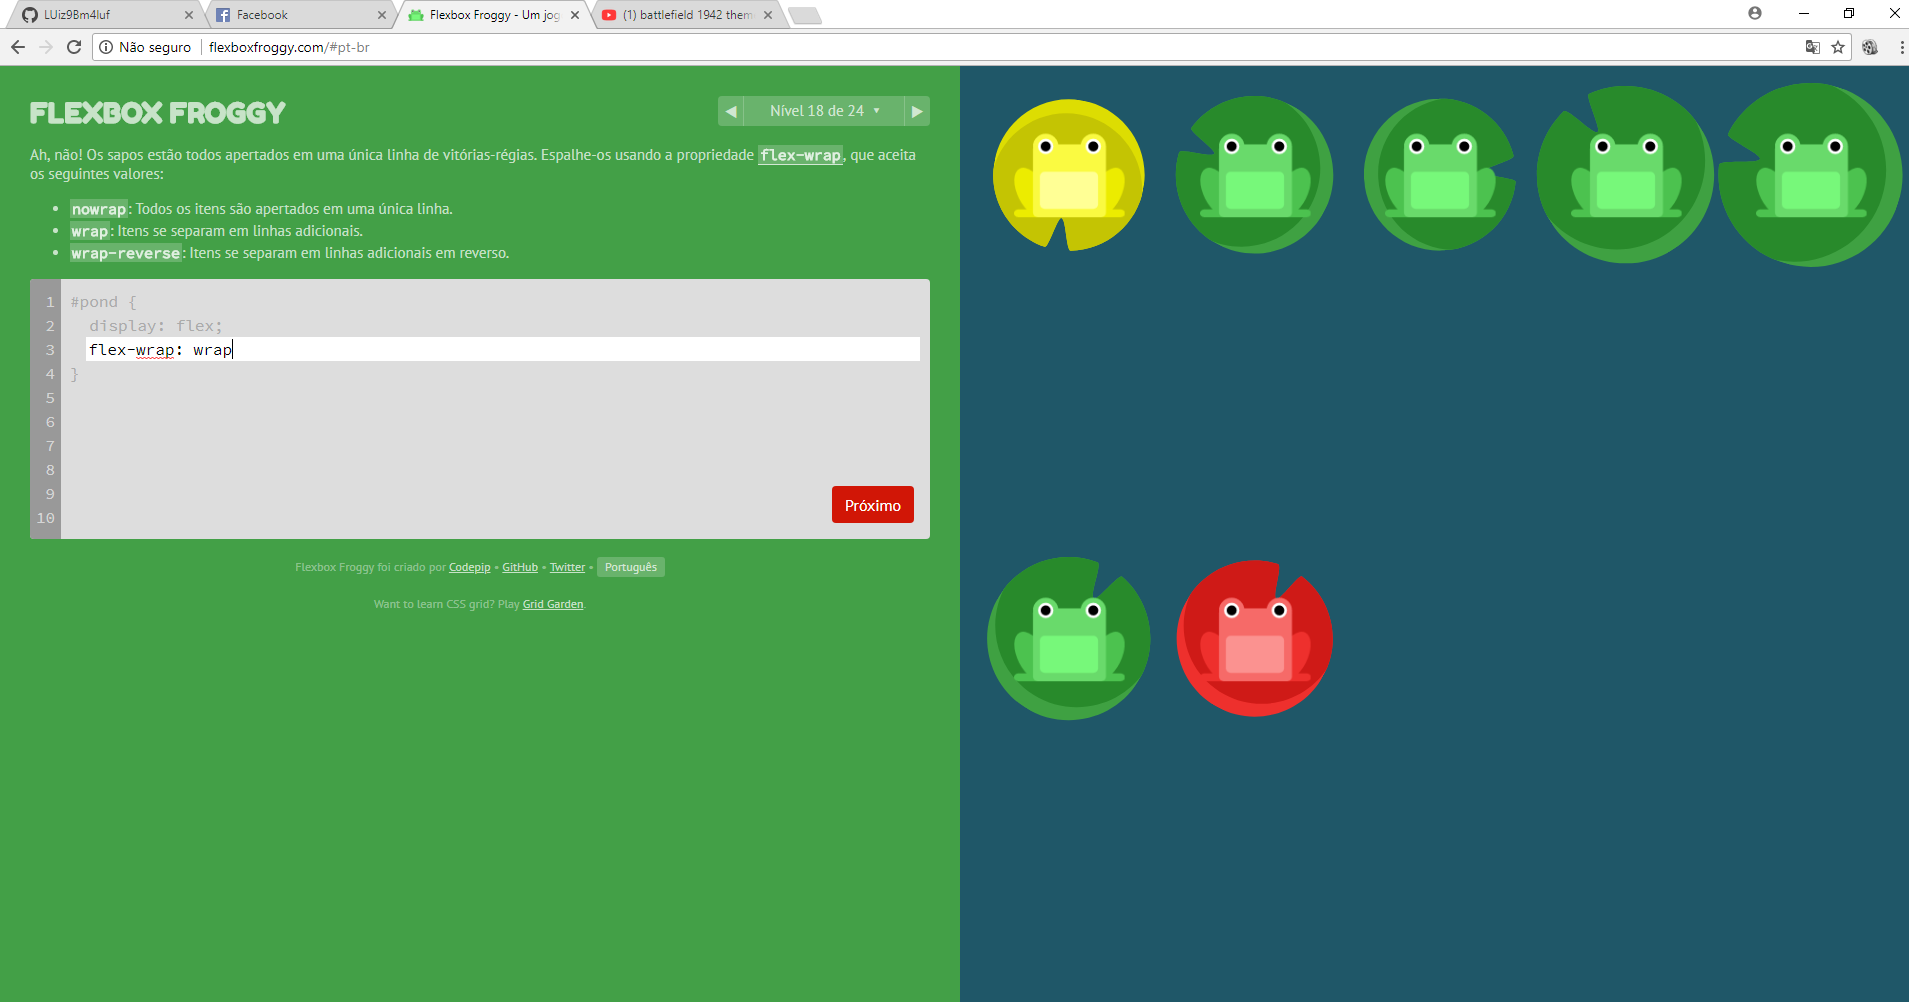 LUiz9Bm4luf
Facebook
Flexbox Froggy - Um jog
(1) battlefield 1942 them
Não seguro
flexboxfroggy.com/#pt-br
FLEXBOX FROGGY
Nível 18 de 24
Ah, não! Os sapos estão todos apertados em uma única linha de vitórias-régias. Espalhe-os usando a propriedade flex-wrap, que aceita
os seguintes valores:
nowrap: Todos os itens são apertados em uma única linha.
wrap: Itens se separam em linhas adicionais.
wrap-reverse: Itens se separam em linhas adicionais em reverso.
1 #pond {
2 display: flex;
3 flex-wrap: wrap
4 }
5
6
7
8
9
10
Próximo
Flexbox Froggy foi criado por Codepip • GitHub • Twitter • Português
Want to learn CSS grid? Play Grid Garden.